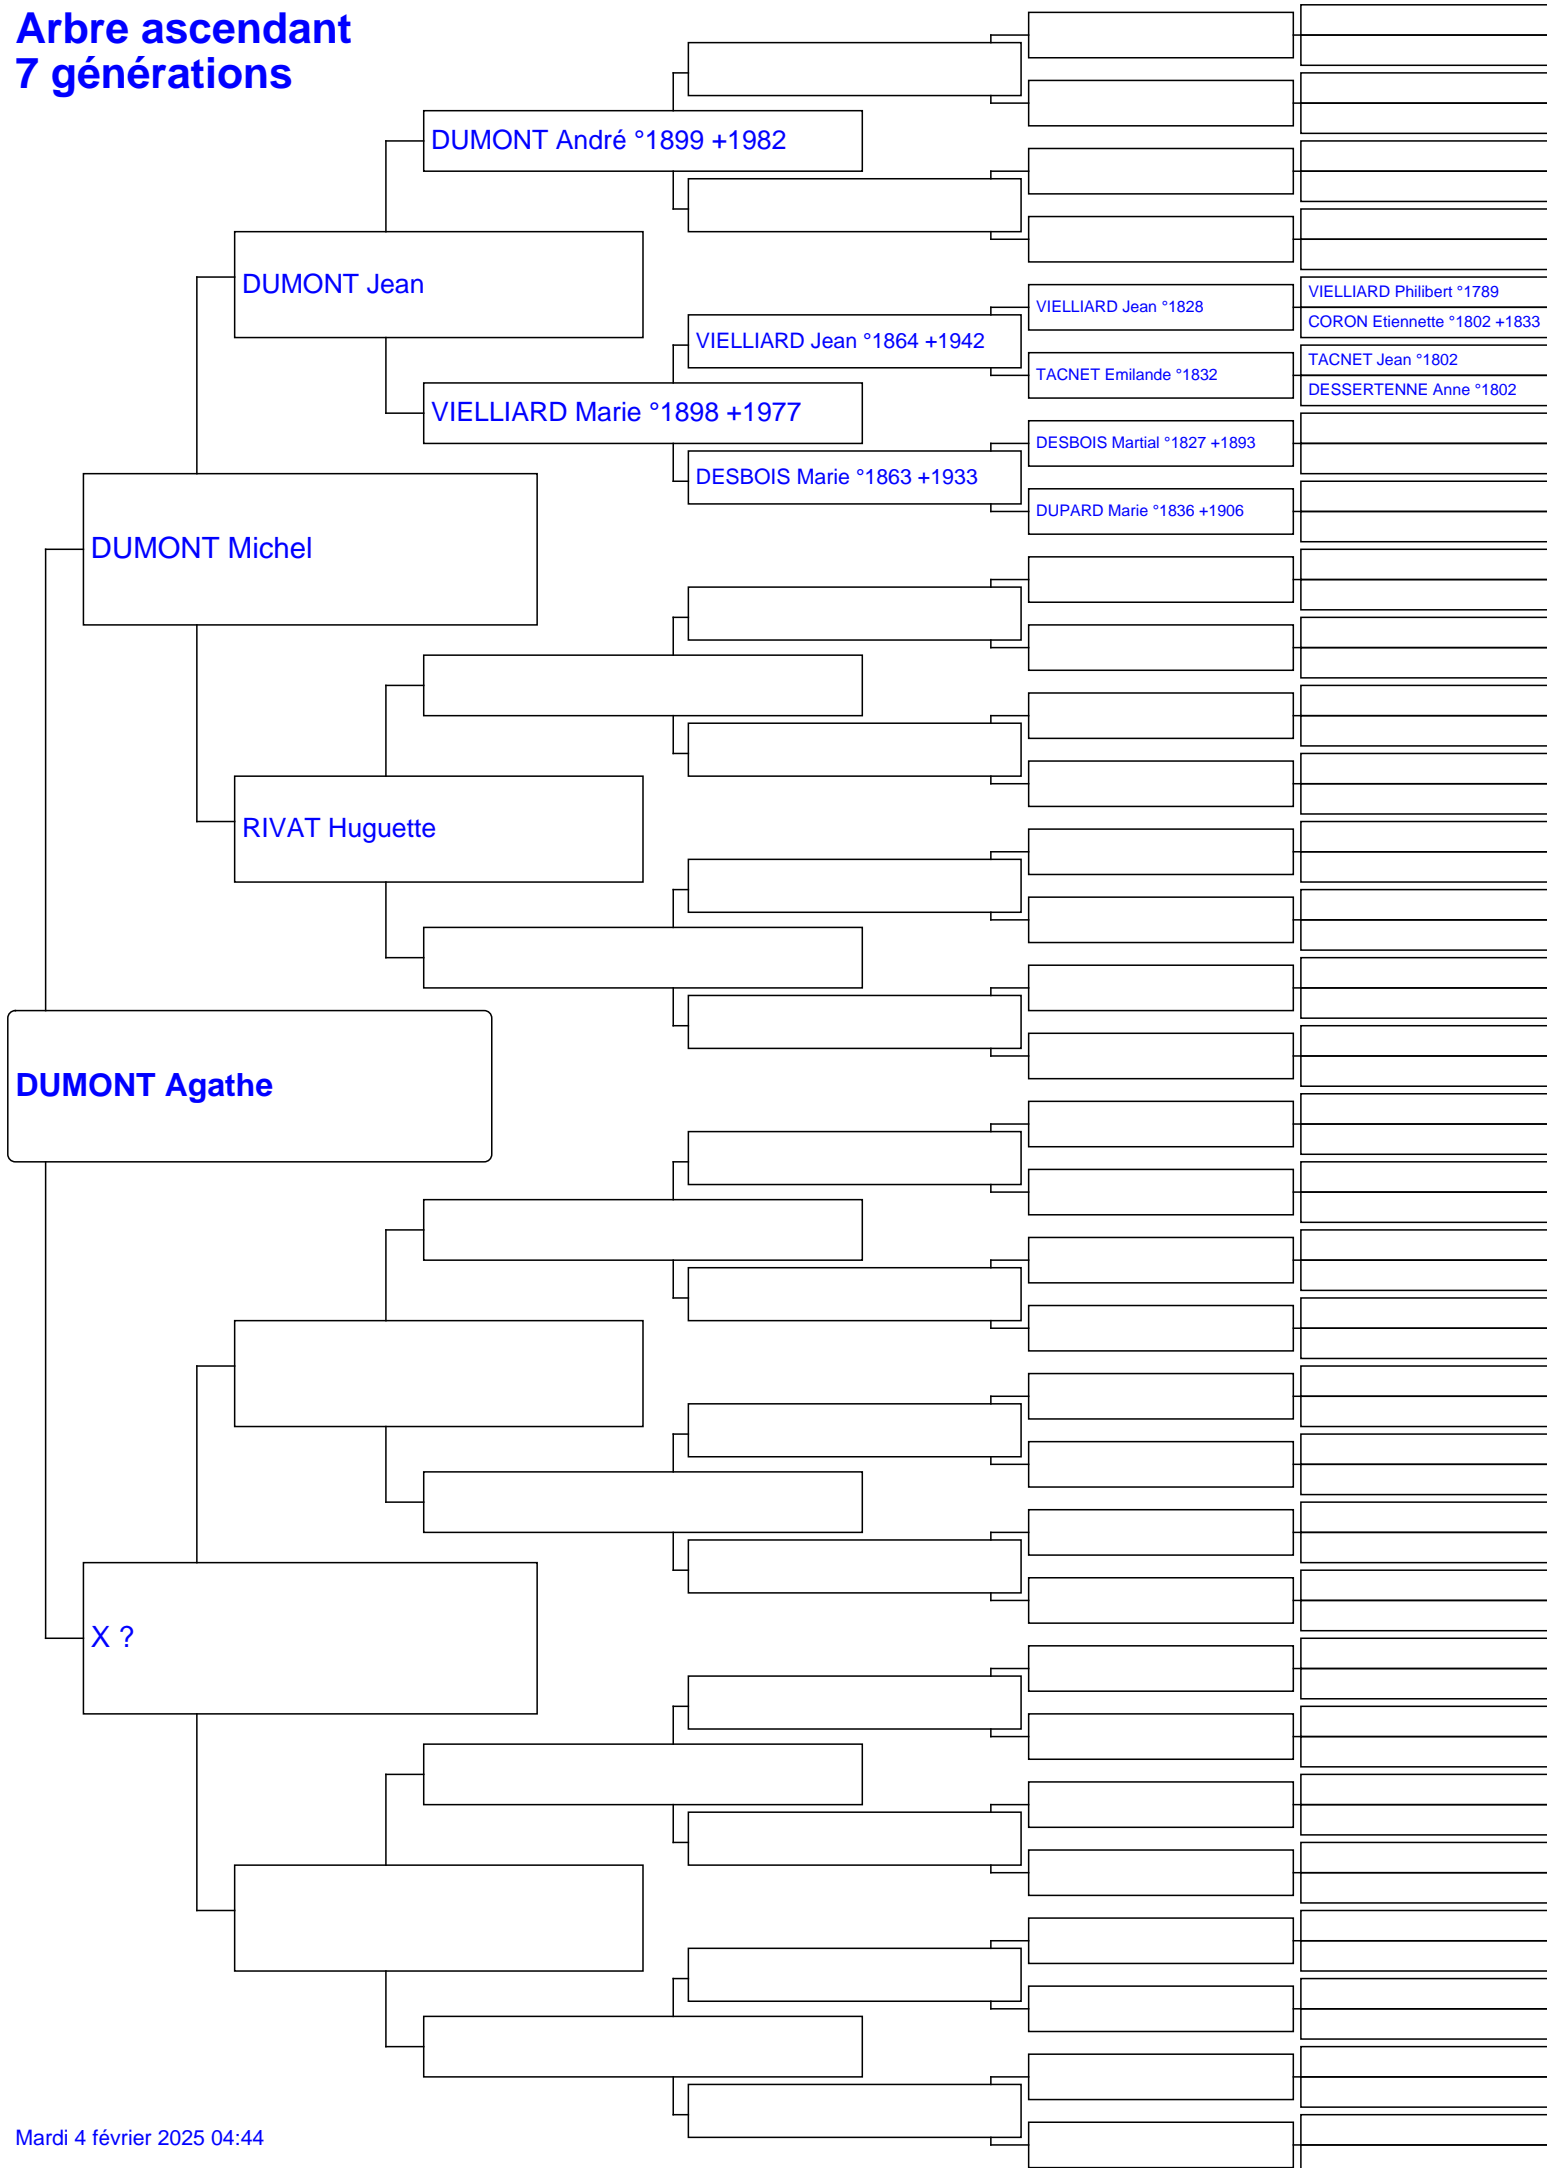 Arbre ascendant
7 générations
DUMONT André °1899 +1982
DUMONT Jean
VIELLIARD Philibert °1789
VIELLIARD Jean °1828
CORON Etiennette °1802 +1833
VIELLIARD Jean °1864 +1942
TACNET Jean °1802
TACNET Emilande °1832
DESSERTENNE Anne °1802
VIELLIARD Marie °1898 +1977
DESBOIS Martial °1827 +1893
DESBOIS Marie °1863 +1933
DUPARD Marie °1836 +1906
DUMONT Michel
RIVAT Huguette
DUMONT Agathe
X ?
Mardi 4 février 2025 04:44